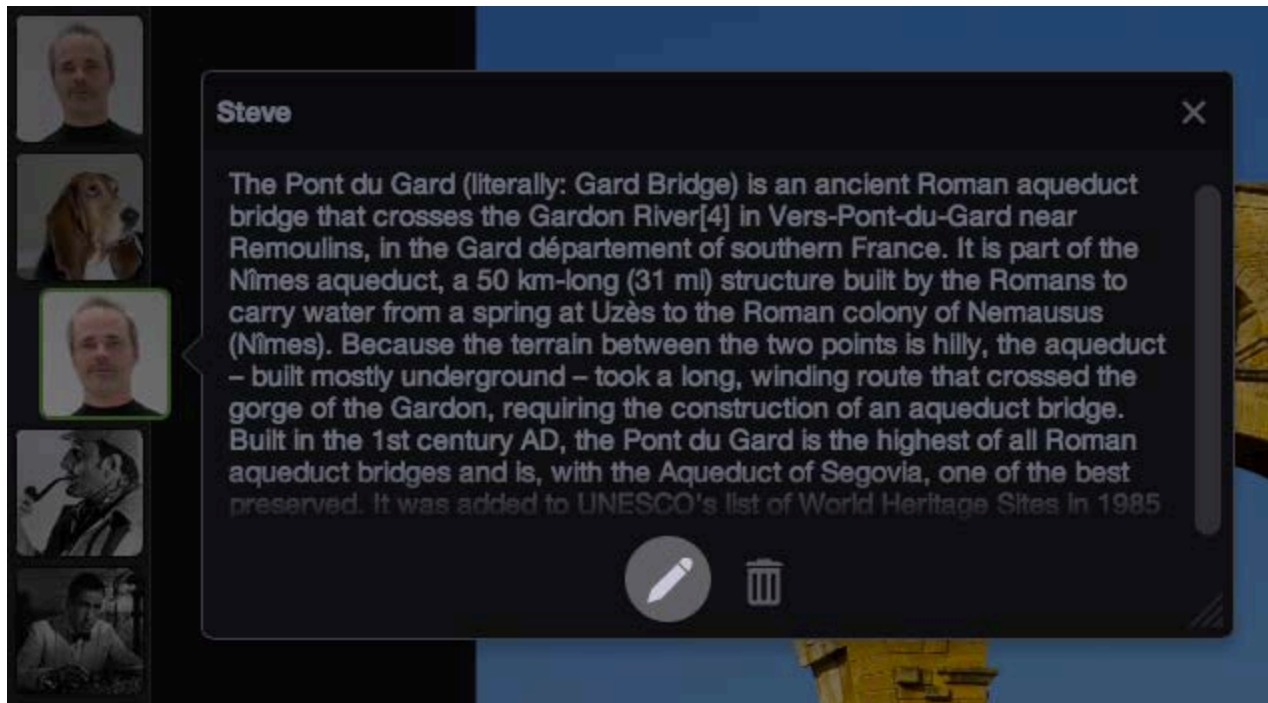 Steve
The Pont du Gard (literally: Gard Bridge) is an ancient Roman aqueduct
bridge that crosses the Gardon River[4] in Vers-Pont-du-Gard near
Remoulins, in the Gard département of southern France. It is part of the
Nîmes aqueduct, a 50 km-long (31 mi) structure built by the Romans to
carry water from a spring at Uzès to the Roman colony of Nemausus
(Nîmes). Because the terrain between the two points is hilly, the aqueduct
– built mostly underground – took a long, winding route that crossed the
gorge of the Gardon, requiring the construction of an aqueduct bridge.
Built in the 1st century AD, the Pont du Gard is the highest of all Roman
aqueduct bridges and is, with the Aqueduct of Segovia, one of the best
preserved. It was added to UNESCO's list of World Heritage Sites in 1985